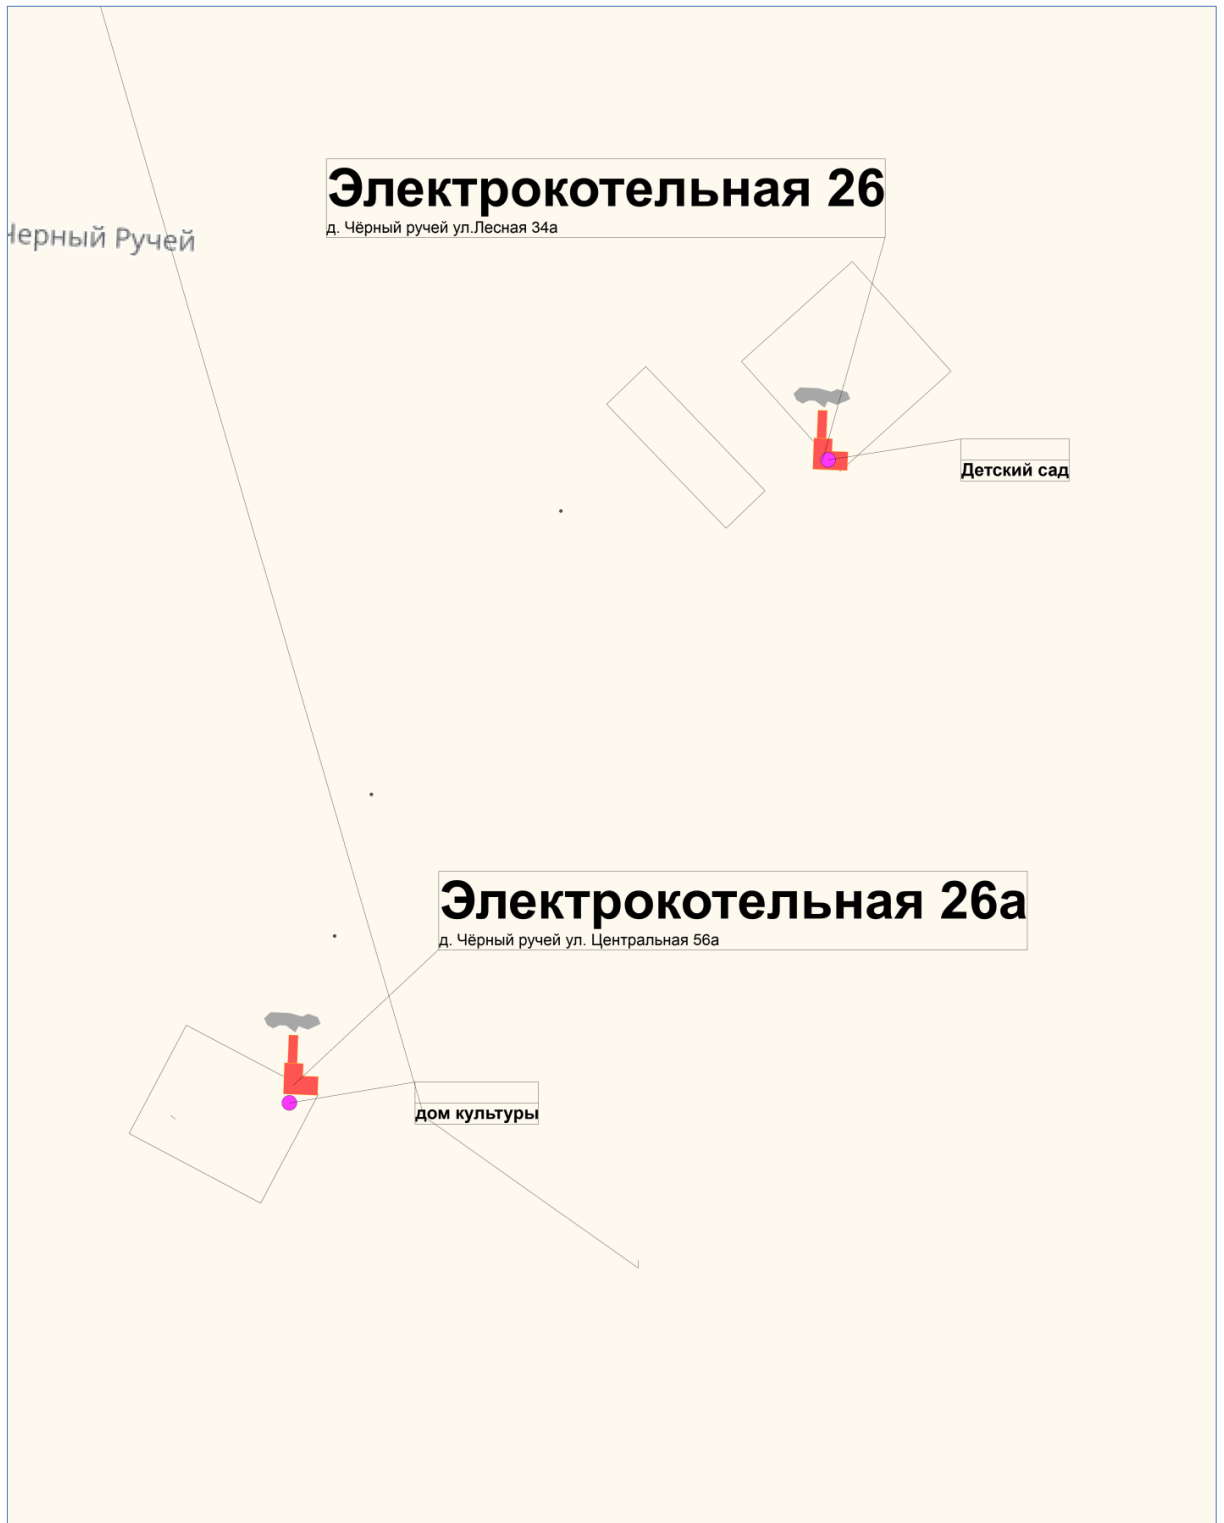 Электрокотельная 26
д. Чёрный ручей ул.Лесная 34а
Черный Ручей
Детский сад
Электрокотельная 26а
д. Чёрный ручей ул. Центральная 56а
дом культуры